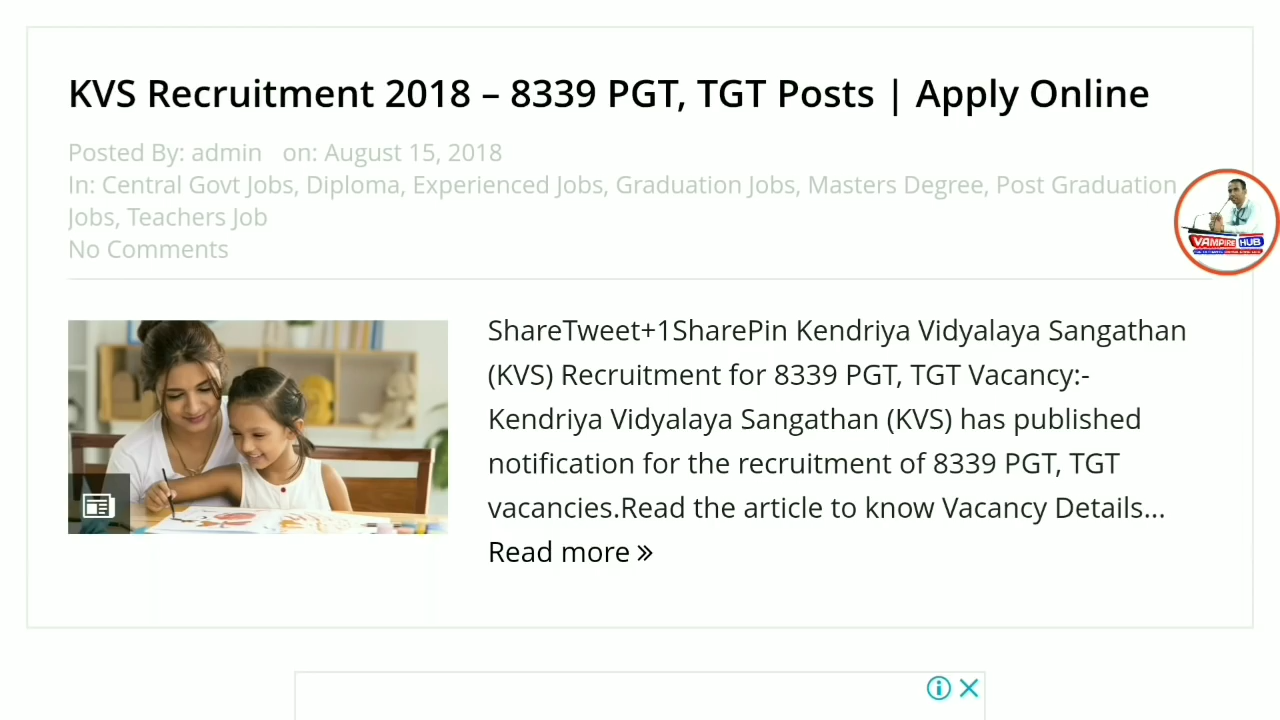 KVS Recruitment 2018 – 8339 PGT, TGT Posts | Apply Online
Posted By: admin on: August 15, 2018
In: Central Govt Jobs, Diploma, Experienced Jobs, Graduation Jobs, Masters Degree, Post Graduation
Jobs, Teachers Job
No Comments
VAMPIRE HUB
ShareTweet+1SharePin Kendriya Vidyalaya Sangathan
(KVS) Recruitment for 8339 PGT, TGT Vacancy:-
Kendriya Vidyalaya Sangathan (KVS) has published
notification for the recruitment of 8339 PGT, TGT
vacancies.Read the article to know Vacancy Details...
Read more »